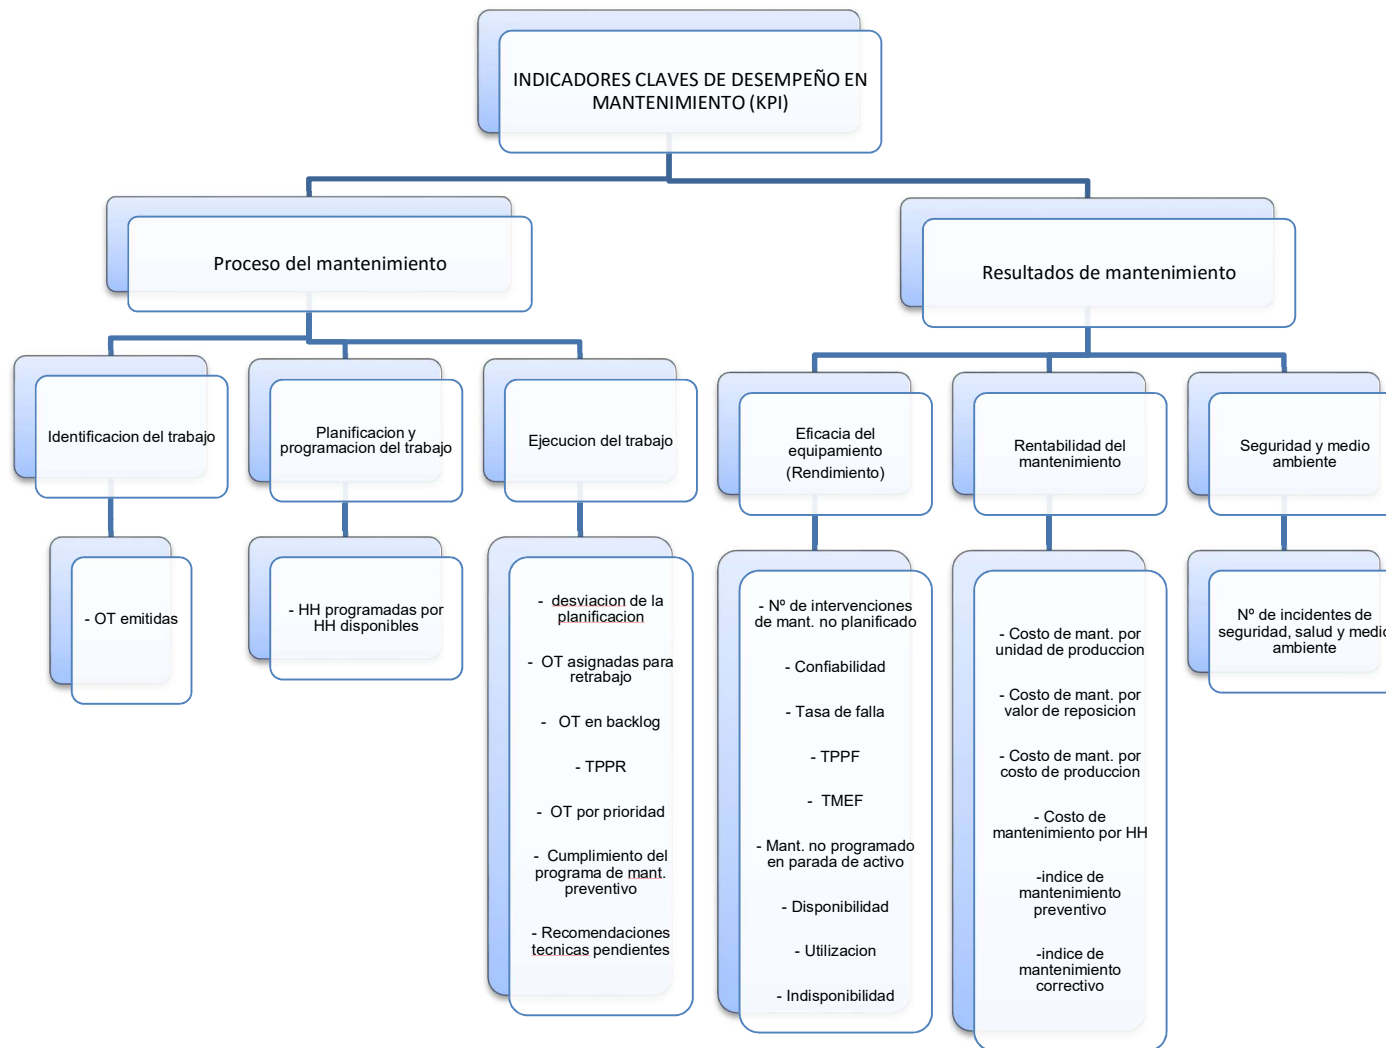 INDICADORES CLAVES DE DESEMPEÑO EN
MANTENIMIENTO (KPI)
Proceso del mantenimiento
Resultados de mantenimiento
Identificacion del trabajo
Planificacion y
programacion del trabajo
Ejecucion del trabajo
Eficacia del
equipamiento
(Rendimiento)
Rentabilidad del
mantenimiento
Seguridad y medio
ambiente
- OT emitidas
- HH programadas por
HH disponibles
- desviacion de la
planificacion
- OT asignadas para
retrabajo
- OT en backlog
- TPPR
- OT por prioridad
- Cumplimiento del
programa de mant.
preventivo
- Recomendaciones
tecnicas pendientes
- Nº de intervenciones
de mant. no planificado
- Confiabilidad
- Tasa de falla
- TPPF
- TMEF
- Mant. no programado
en parada de activo
- Disponibilidad
- Utilizacion
- Indisponibilidad
- Costo de mant. por
unidad de produccion
- Costo de mant. por
valor de reposicion
- Costo de mant. por
costo de produccion
- Costo de
mantenimiento por HH
-indice de
mantenimiento
preventivo
-indice de
mantenimiento
correctivo
Nº de incidentes de
seguridad, salud y medio
ambiente